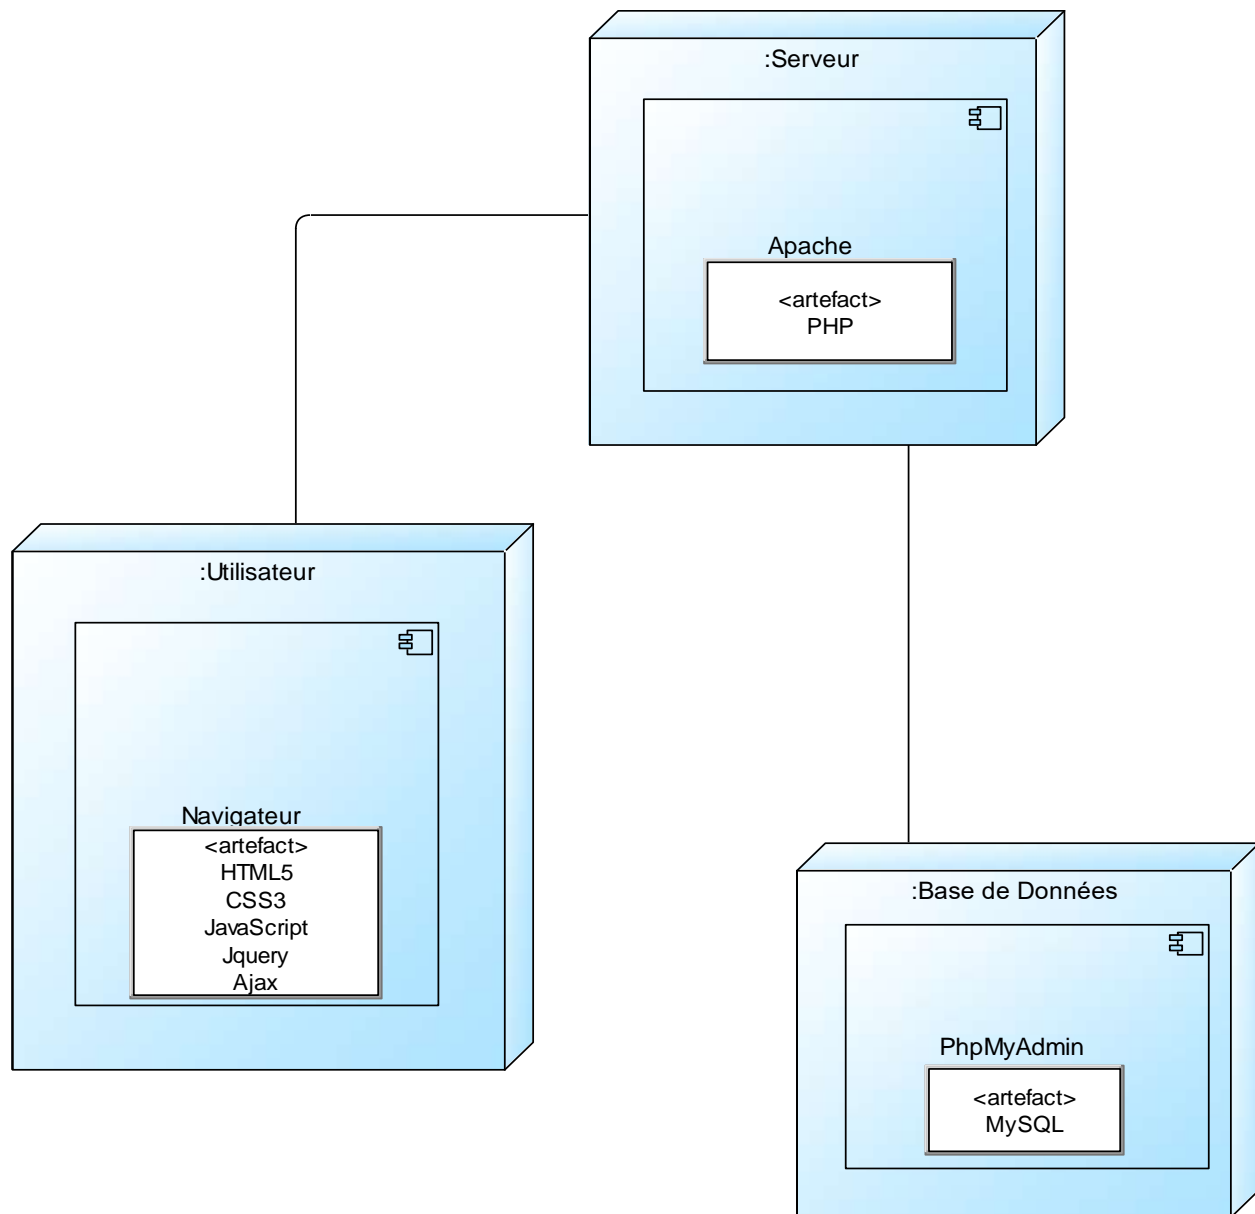 :Serveur
Apache
<artefact>
PHP
:Utilisateur
Navigateur
<artefact>
HTML5
CSS3
JavaScript
Jquery
Ajax
:Base de Données
PhpMyAdmin
<artefact>
MySQL